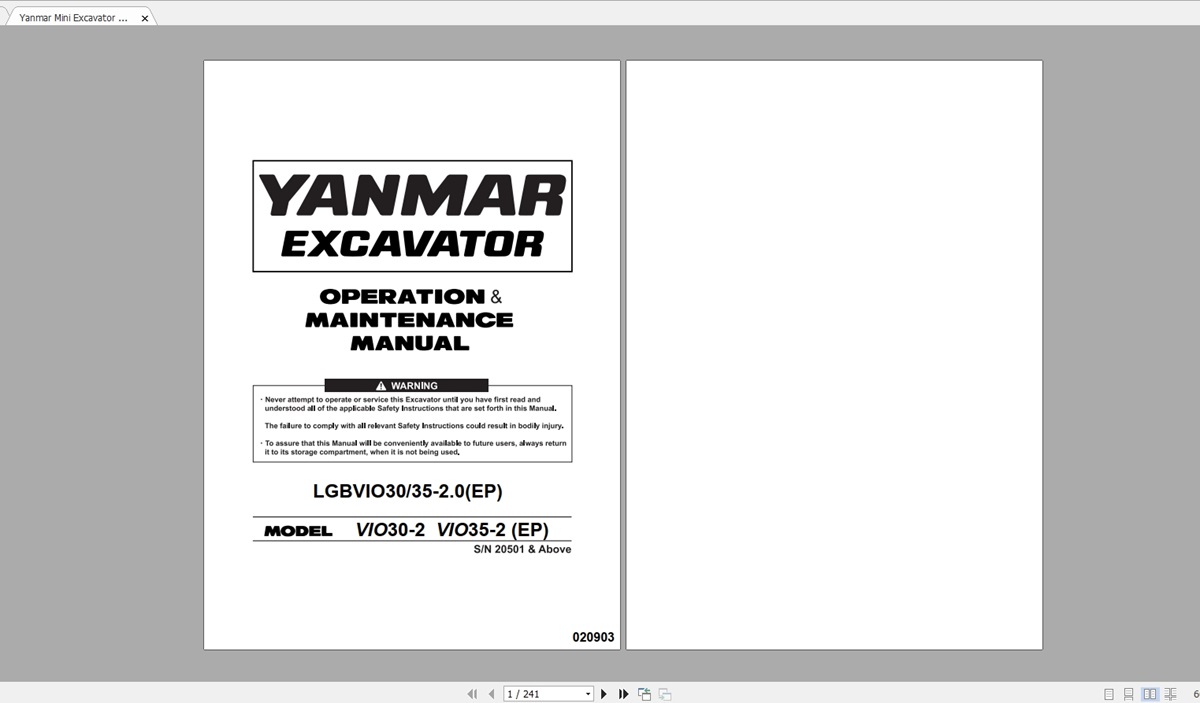 Yanmar Mini Excavator ...
YANMAR
EXCAVATOR
OPERATION &
MAINTENANCE
MANUAL
WARNING
· Never attempt to operate or service this Excavator until you have first read and
understood all of the applicable Safety Instructions that are set forth in this Manual.
The failure to comply with all relevant Safety Instructions could result in bodily injury.
· To assure that this Manual will be conveniently available to future users, always return
it to its storage compartment, when it is not being used.
LGBVIO30/35-2.0(EP)
MODEL VIO30-2 VIO35-2 (EP)
S/N 20501 & Above
020903
1 / 241
6